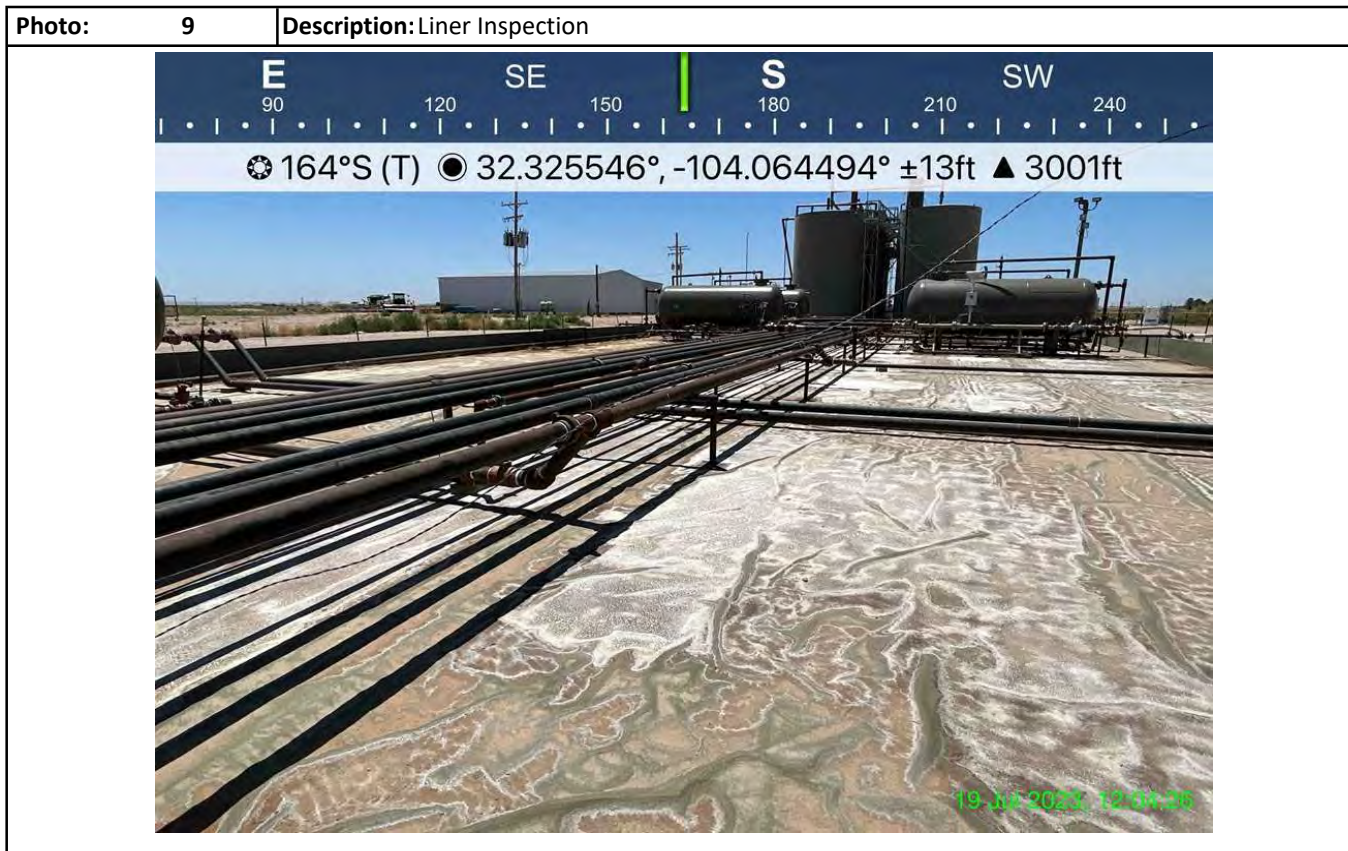 Photo: 9 Description: Liner Inspection
E SE S SW
90 120 150 180 210 240
164°S (T) 32.325546°, -104.064494° ±13ft ▲ 3001ft
19 Jul 2023, 12:04:26